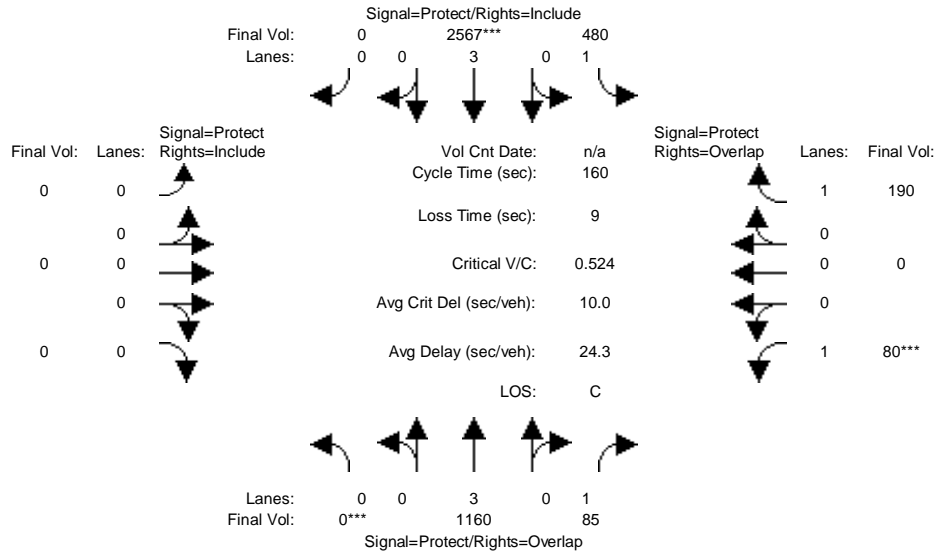 Signal=Protect/Rights=Include
Final Vol: 0 2567*** 480
Lanes: 0 0 3 0 1
Signal=Protect
Final Vol: Lanes: Rights=Include
Vol Cnt Date: n/a
Signal=Protect
Rights=Overlap Lanes: Final Vol:
Cycle Time (sec): 160
0 0
1 190
Loss Time (sec): 9
0
0
0 0
Critical V/C: 0.524
0 0
0
Avg Crit Del (sec/veh): 10.0
0
0 0
Avg Delay (sec/veh): 24.3
1 80***
LOS: C
Lanes: 0 0 3 0 1
Final Vol: 0*** 1160 85
Signal=Protect/Rights=Overlap